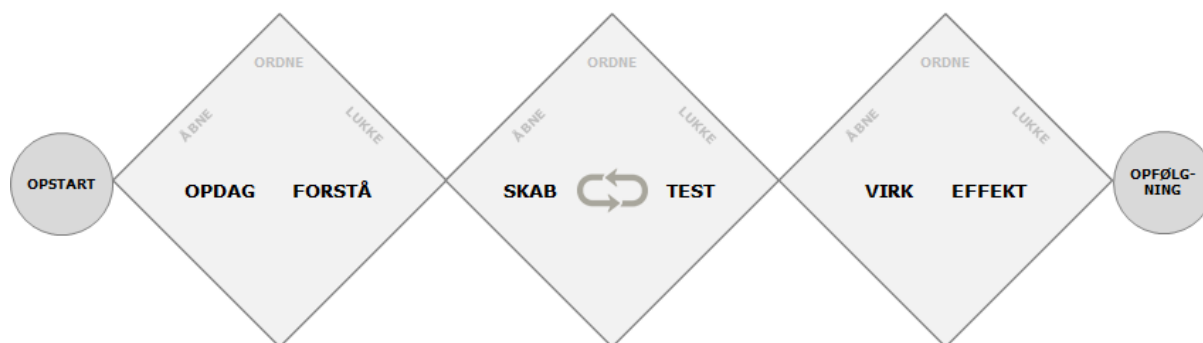 OPSTART
ORDNE
ÅBNE
LUKKE
OPDAG FORSTÅ
ORDNE
ÅBNE
LUKKE
SKAB TEST
ORDNE
ÅBNE
LUKKE
VIRK EFFEKT
OPFØLG-
NING